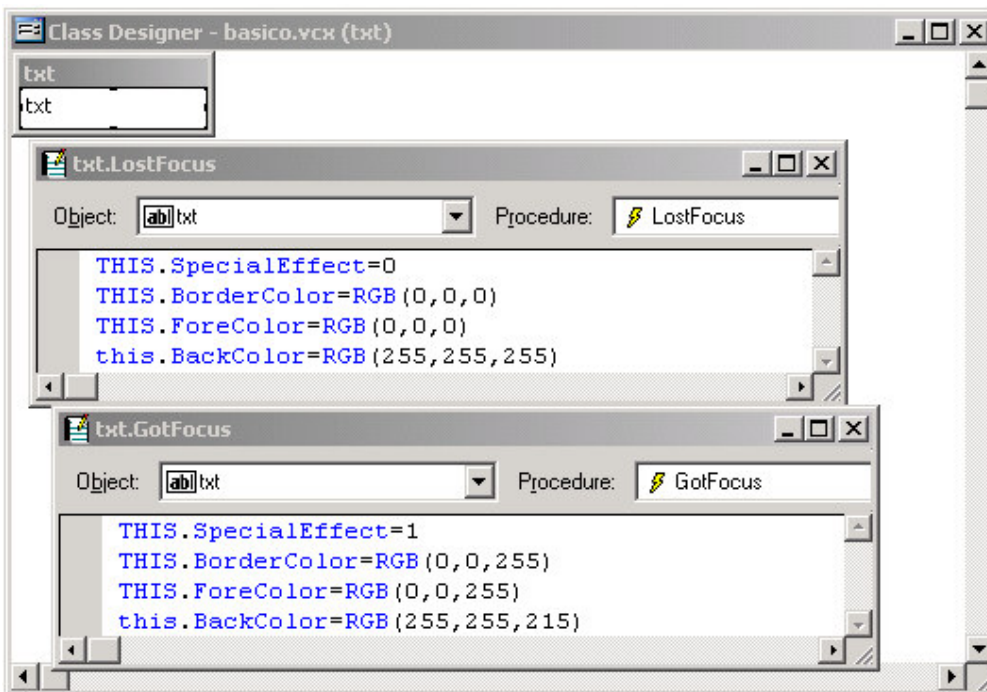 Class Designer - basico.vcx (txt)
txt
txt
txt.LostFocus
Object: abl txt Procedure: LostFocus
THIS.SpecialEffect=0
THIS.BorderColor=RGB(0,0,0)
THIS.ForeColor=RGB(0,0,0)
this.BackColor=RGB(255,255,255)
txt.GotFocus
Object: abl txt Procedure: GotFocus
THIS.SpecialEffect=1
THIS.BorderColor=RGB(0,0,255)
THIS.ForeColor=RGB(0,0,255)
this.BackColor=RGB(255,255,215)